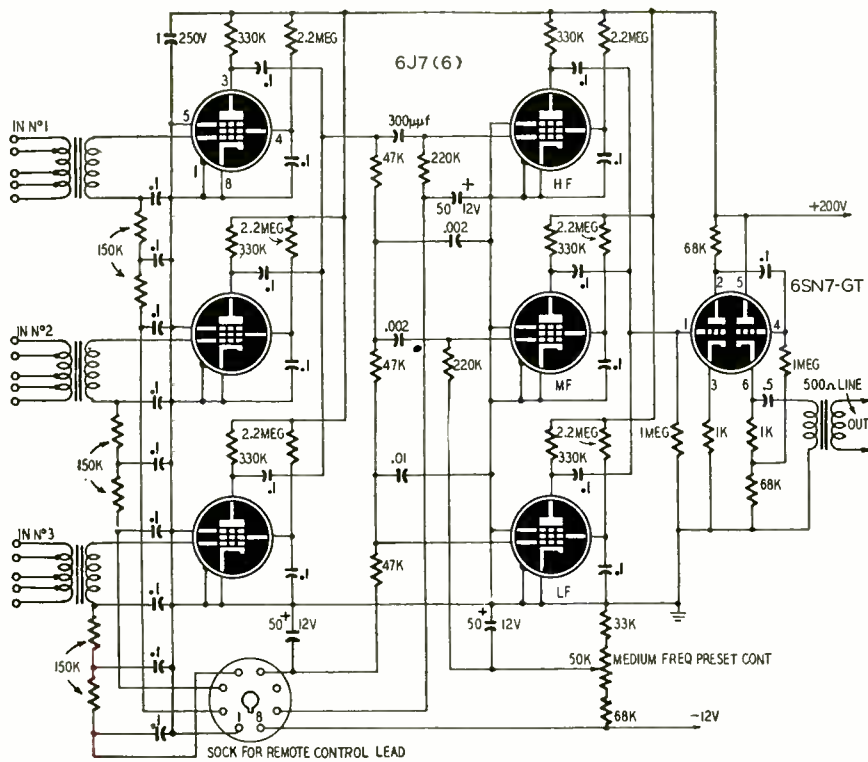 1 250V
330K
2.2MEG
330K
2.2MEG
6J7(6)
3
.1
.1
5
4
1
8
IN Nº1
300µµf
47K
220K
.1
.1
HF
.1
50 12V
+
150K
.002
2.2MEG
330K
.1
2.2MEG
330K
.1
+200V
68K
2
5
.1
6SN7-GT
1
4
3
6
IN Nº2
.1
.1
.002
47K
220K
.1
MF
.1
1MEG
.5
500Ω LINE
OUT
1K
1K
1MEG
68K
150K
.1
.1
2.2MEG
330K
.1
.01
2.2MEG
330K
.1
IN Nº3
.1
.1
.1
47K
LF
.1
50 + 12V
50 + 12V
33K
50K
MEDIUM FREQ PRESET CONT
68K
-12V
150K
.1
.1
1
8
SOCK FOR REMOTE CONTROL LEAD